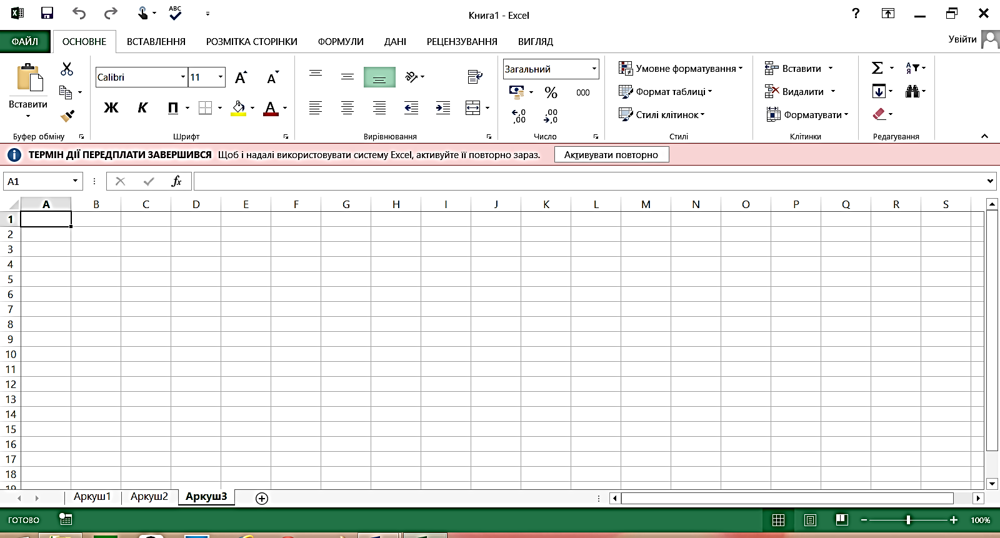 ABC
Книга1 - Excel
?
ФАЙЛ ОСНОВНЕ ВСТАВЛЕННЯ РОЗМІТКА СТОРІНКИ ФОРМУЛИ ДАНІ РЕЦЕНЗУВАННЯ ВИГЛЯД Увійти
Вставити
Calibri 11 A A
Ж К П A
Загальний
% 000
←,0 ,00 ,00 →,0
Умовне форматування
Формат таблиці
Стилі клітинок
Вставити
Видалити
Форматувати
Σ А Я
Буфер обміну Шрифт Вирівнювання Число Стилі Клітинки Редагування
ТЕРМІН ДІЇ ПЕРЕДПЛАТИ ЗАВЕРШИВСЯ Щоб і надалі використовувати систему Excel, активуйте її повторно зараз. Активувати повторно
A1 fx
A B C D E F G H I J K L M N O P Q R S
1
2
3
4
5
6
7
8
9
10
11
12
13
14
15
16
17
18
19
Аркуш1 Аркуш2 Аркуш3
ГОТОВО 100%